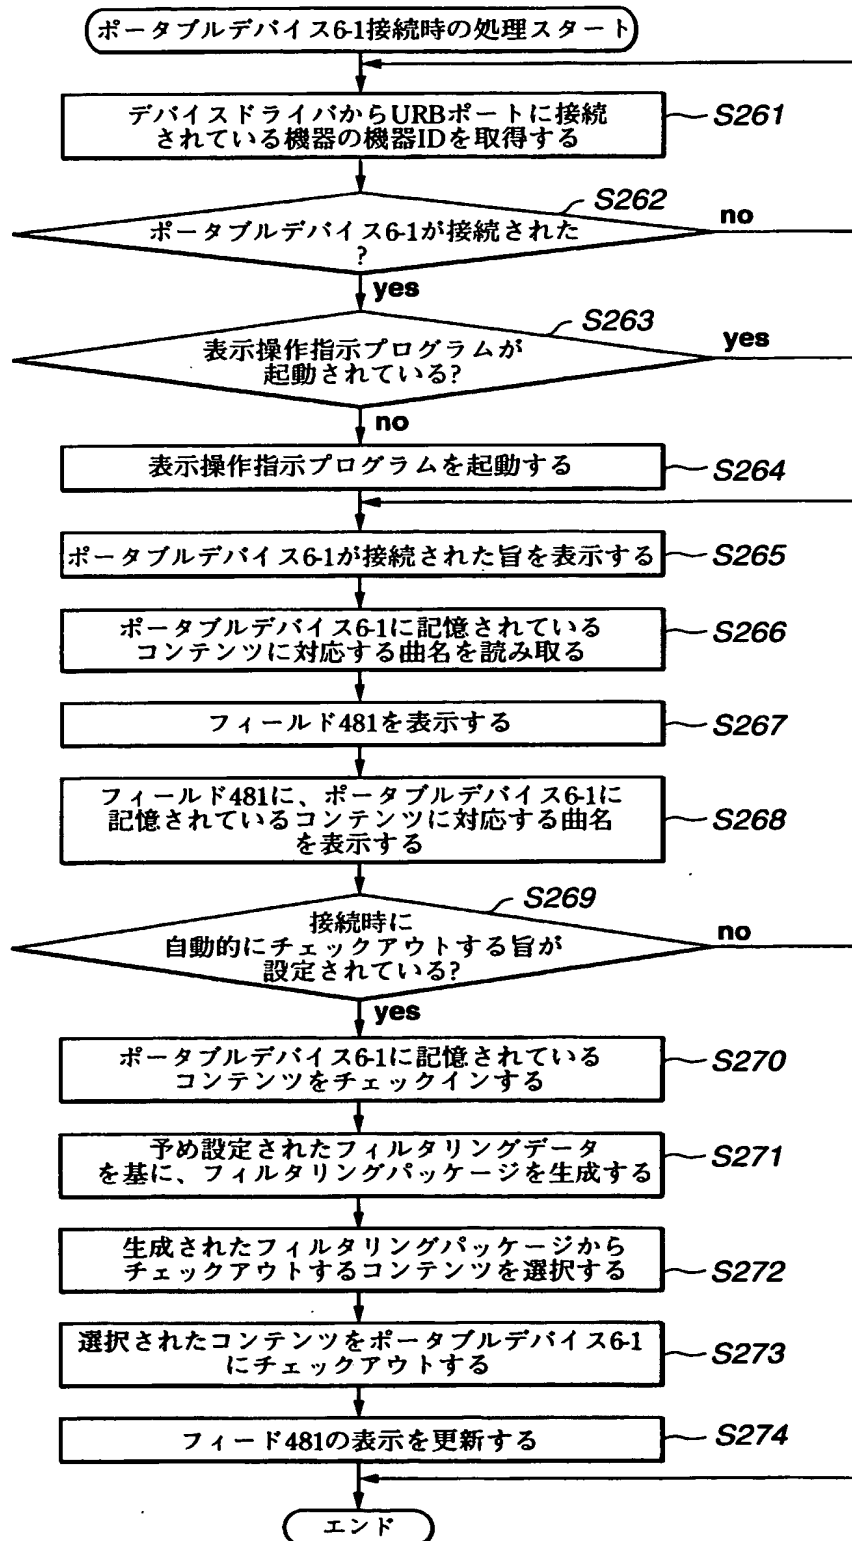 ポータブルデバイス6-1接続時の処理スタート
デバイスドライバからURBポートに接続
されている機器の機器IDを取得する
S261
S262
ポータブルデバイス6-1が接続された
?
no
yes
S263
表示操作指示プログラムが
起動されている?
yes
no
表示操作指示プログラムを起動する
S264
ポータブルデバイス6-1が接続された旨を表示する
S265
ポータブルデバイス6-1に記憶されている
コンテンツに対応する曲名を読み取る
S266
フィールド481を表示する
S267
フィールド481に、ポータブルデバイス6-1に
記憶されているコンテンツに対応する曲名
を表示する
S268
S269
接続時に
自動的にチェックアウトする旨が
設定されている?
no
yes
ポータブルデバイス6-1に記憶されている
コンテンツをチェックインする
S270
予め設定されたフィルタリングデータ
を基に、フィルタリングパッケージを生成する
S271
生成されたフィルタリングパッケージから
チェックアウトするコンテンツを選択する
S272
選択されたコンテンツをポータブルデバイス6-1
にチェックアウトする
S273
フィード481の表示を更新する
S274
エンド